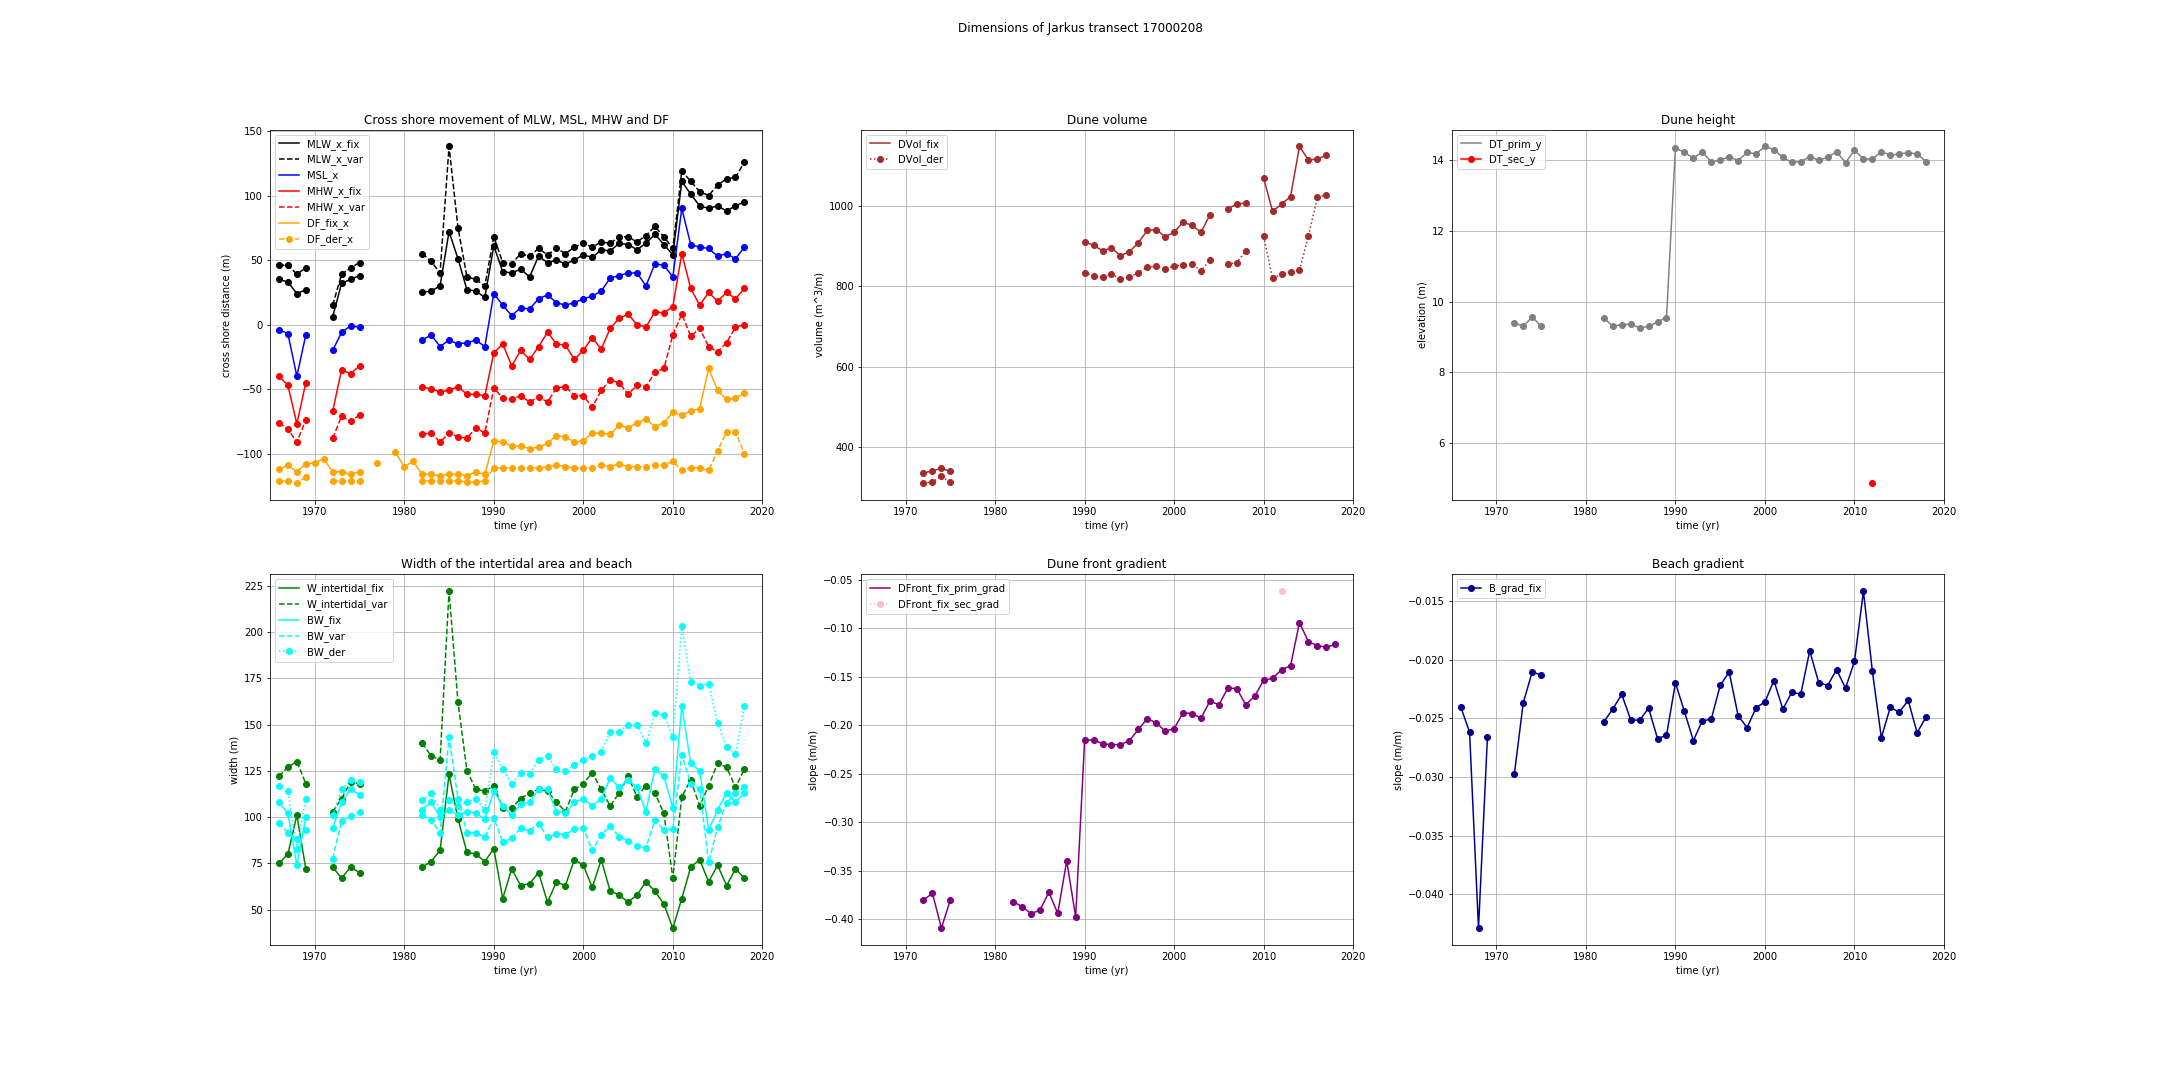 Dimensions of Jarkus transect 17000208
Cross shore movement of MLW, MSL, MHW and DF
cross shore distance (m)
150
100
50
0
−50
−100
MLW_x_fix
MLW_x_var
MSL_x
MHW_x_fix
MHW_x_var
DF_fix_x
DF_der_x
1970 1980 1990 2000 2010 2020
time (yr)
Dune volume
volume (m^3/m)
1000
800
600
400
DVol_fix
DVol_der
1970 1980 1990 2000 2010 2020
time (yr)
Dune height
elevation (m)
14
12
10
8
6
DT_prim_y
DT_sec_y
1970 1980 1990 2000 2010 2020
time (yr)
Width of the intertidal area and beach
width (m)
225
200
175
150
125
100
75
50
W_intertidal_fix
W_intertidal_var
BW_fix
BW_var
BW_der
1970 1980 1990 2000 2010 2020
time (yr)
Dune front gradient
slope (m/m)
−0.05
−0.10
−0.15
−0.20
−0.25
−0.30
−0.35
−0.40
DFront_fix_prim_grad
DFront_fix_sec_grad
1970 1980 1990 2000 2010 2020
time (yr)
Beach gradient
slope (m/m)
−0.015
−0.020
−0.025
−0.030
−0.035
−0.040
B_grad_fix
1970 1980 1990 2000 2010 2020
time (yr)